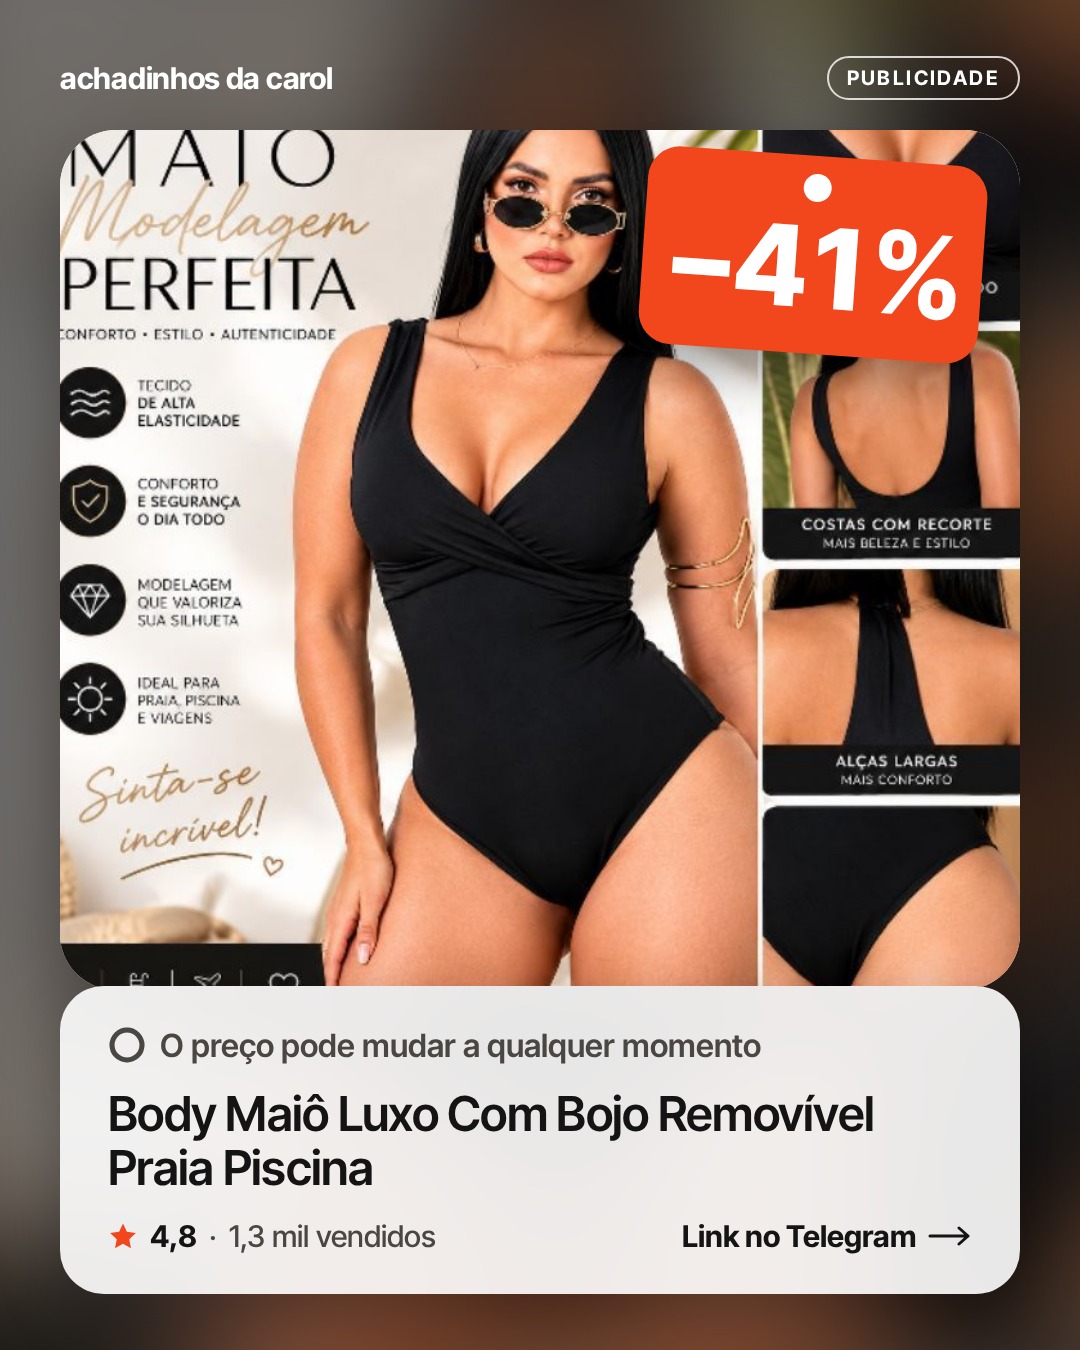 achadinhos da carol
PUBLICIDADE
MAIÔ
Modelagem
PERFEITA
CONFORTO • ESTILO • AUTENTICIDADE
TECIDO
DE ALTA
ELASTICIDADE
CONFORTO
E SEGURANÇA
O DIA TODO
MODELAGEM
QUE VALORIZA
SUA SILHUETA
IDEAL PARA
PRAIA, PISCINA
E VIAGENS
Sinta-se
incrível!
–41%
COSTAS COM RECORTE
MAIS BELEZA E ESTILO
ALÇAS LARGAS
MAIS CONFORTO
O preço pode mudar a qualquer momento
Body Maiô Luxo Com Bojo Removível
Praia Piscina
4,8 · 1,3 mil vendidos
Link no Telegram →